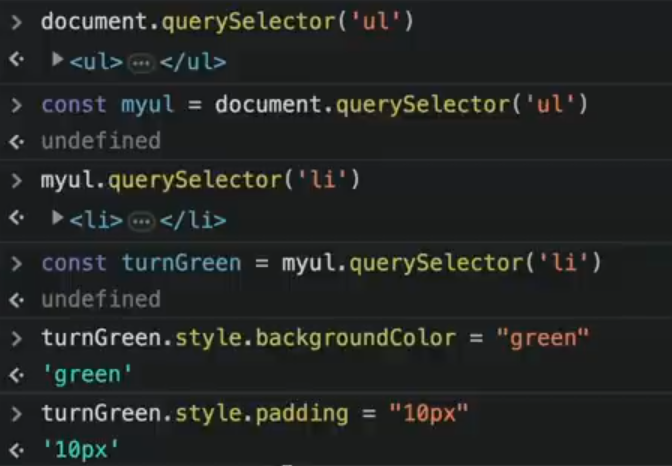 > document.querySelector('ul')
<· ▶<ul>⋯</ul>
> const myul = document.querySelector('ul')
<· undefined
> myul.querySelector('li')
<· ▶<li>⋯</li>
> const turnGreen = myul.querySelector('li')
<· undefined
> turnGreen.style.backgroundColor = "green"
<· 'green'
> turnGreen.style.padding = "10px"
<· '10px'